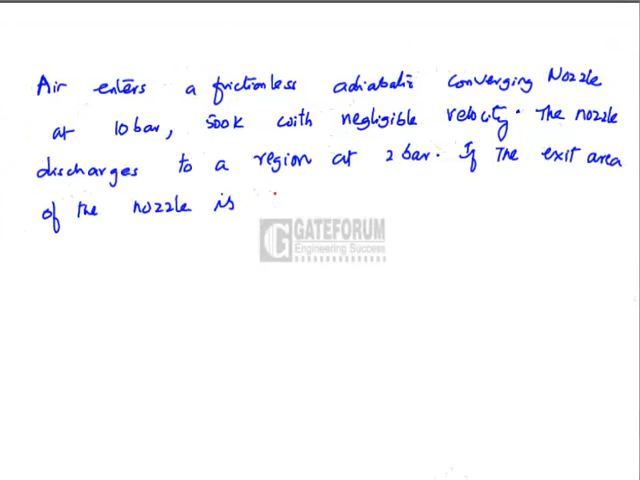 Air enters a frictionless adiabatic converging Nozzle
at 10 bar, 500K with negligible velocity. The nozzle
discharges to a region at 2 bar. If the exit area
of the nozzle is
GATEFORUM
Engineering Success